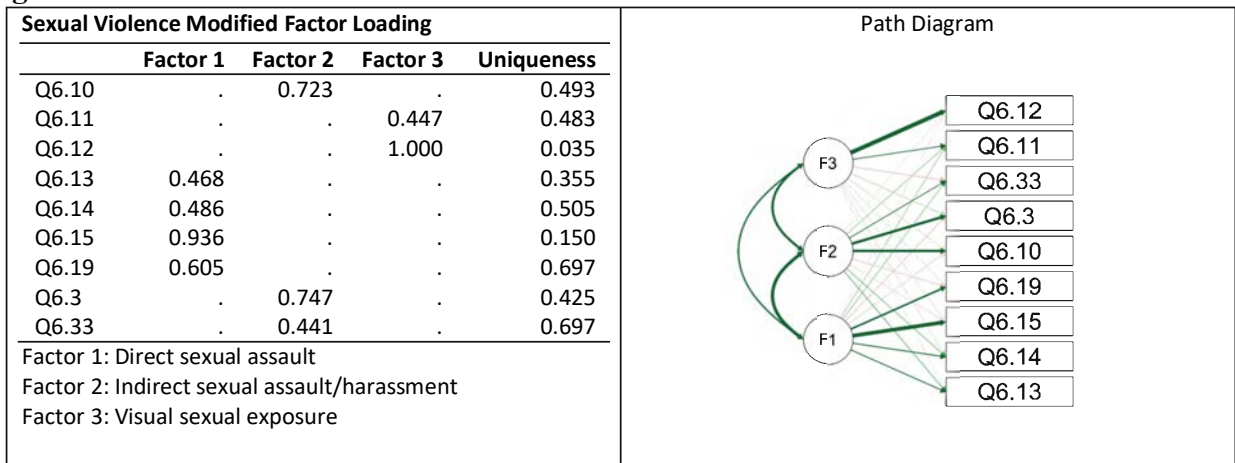 Sexual Violence Modified Factor Loading
Factor 1 Factor 2 Factor 3 Uniqueness
Q6.10 . 0.723 . 0.493
Q6.11 . . 0.447 0.483
Q6.12 . . 1.000 0.035
Q6.13 0.468 . . 0.355
Q6.14 0.486 . . 0.505
Q6.15 0.936 . . 0.150
Q6.19 0.605 . . 0.697
Q6.3 . 0.747 . 0.425
Q6.33 . 0.441 . 0.697
Factor 1: Direct sexual assault
Factor 2: Indirect sexual assault/harassment
Factor 3: Visual sexual exposure
Path Diagram
F3
F2
F1
Q6.12
Q6.11
Q6.33
Q6.3
Q6.10
Q6.19
Q6.15
Q6.14
Q6.13